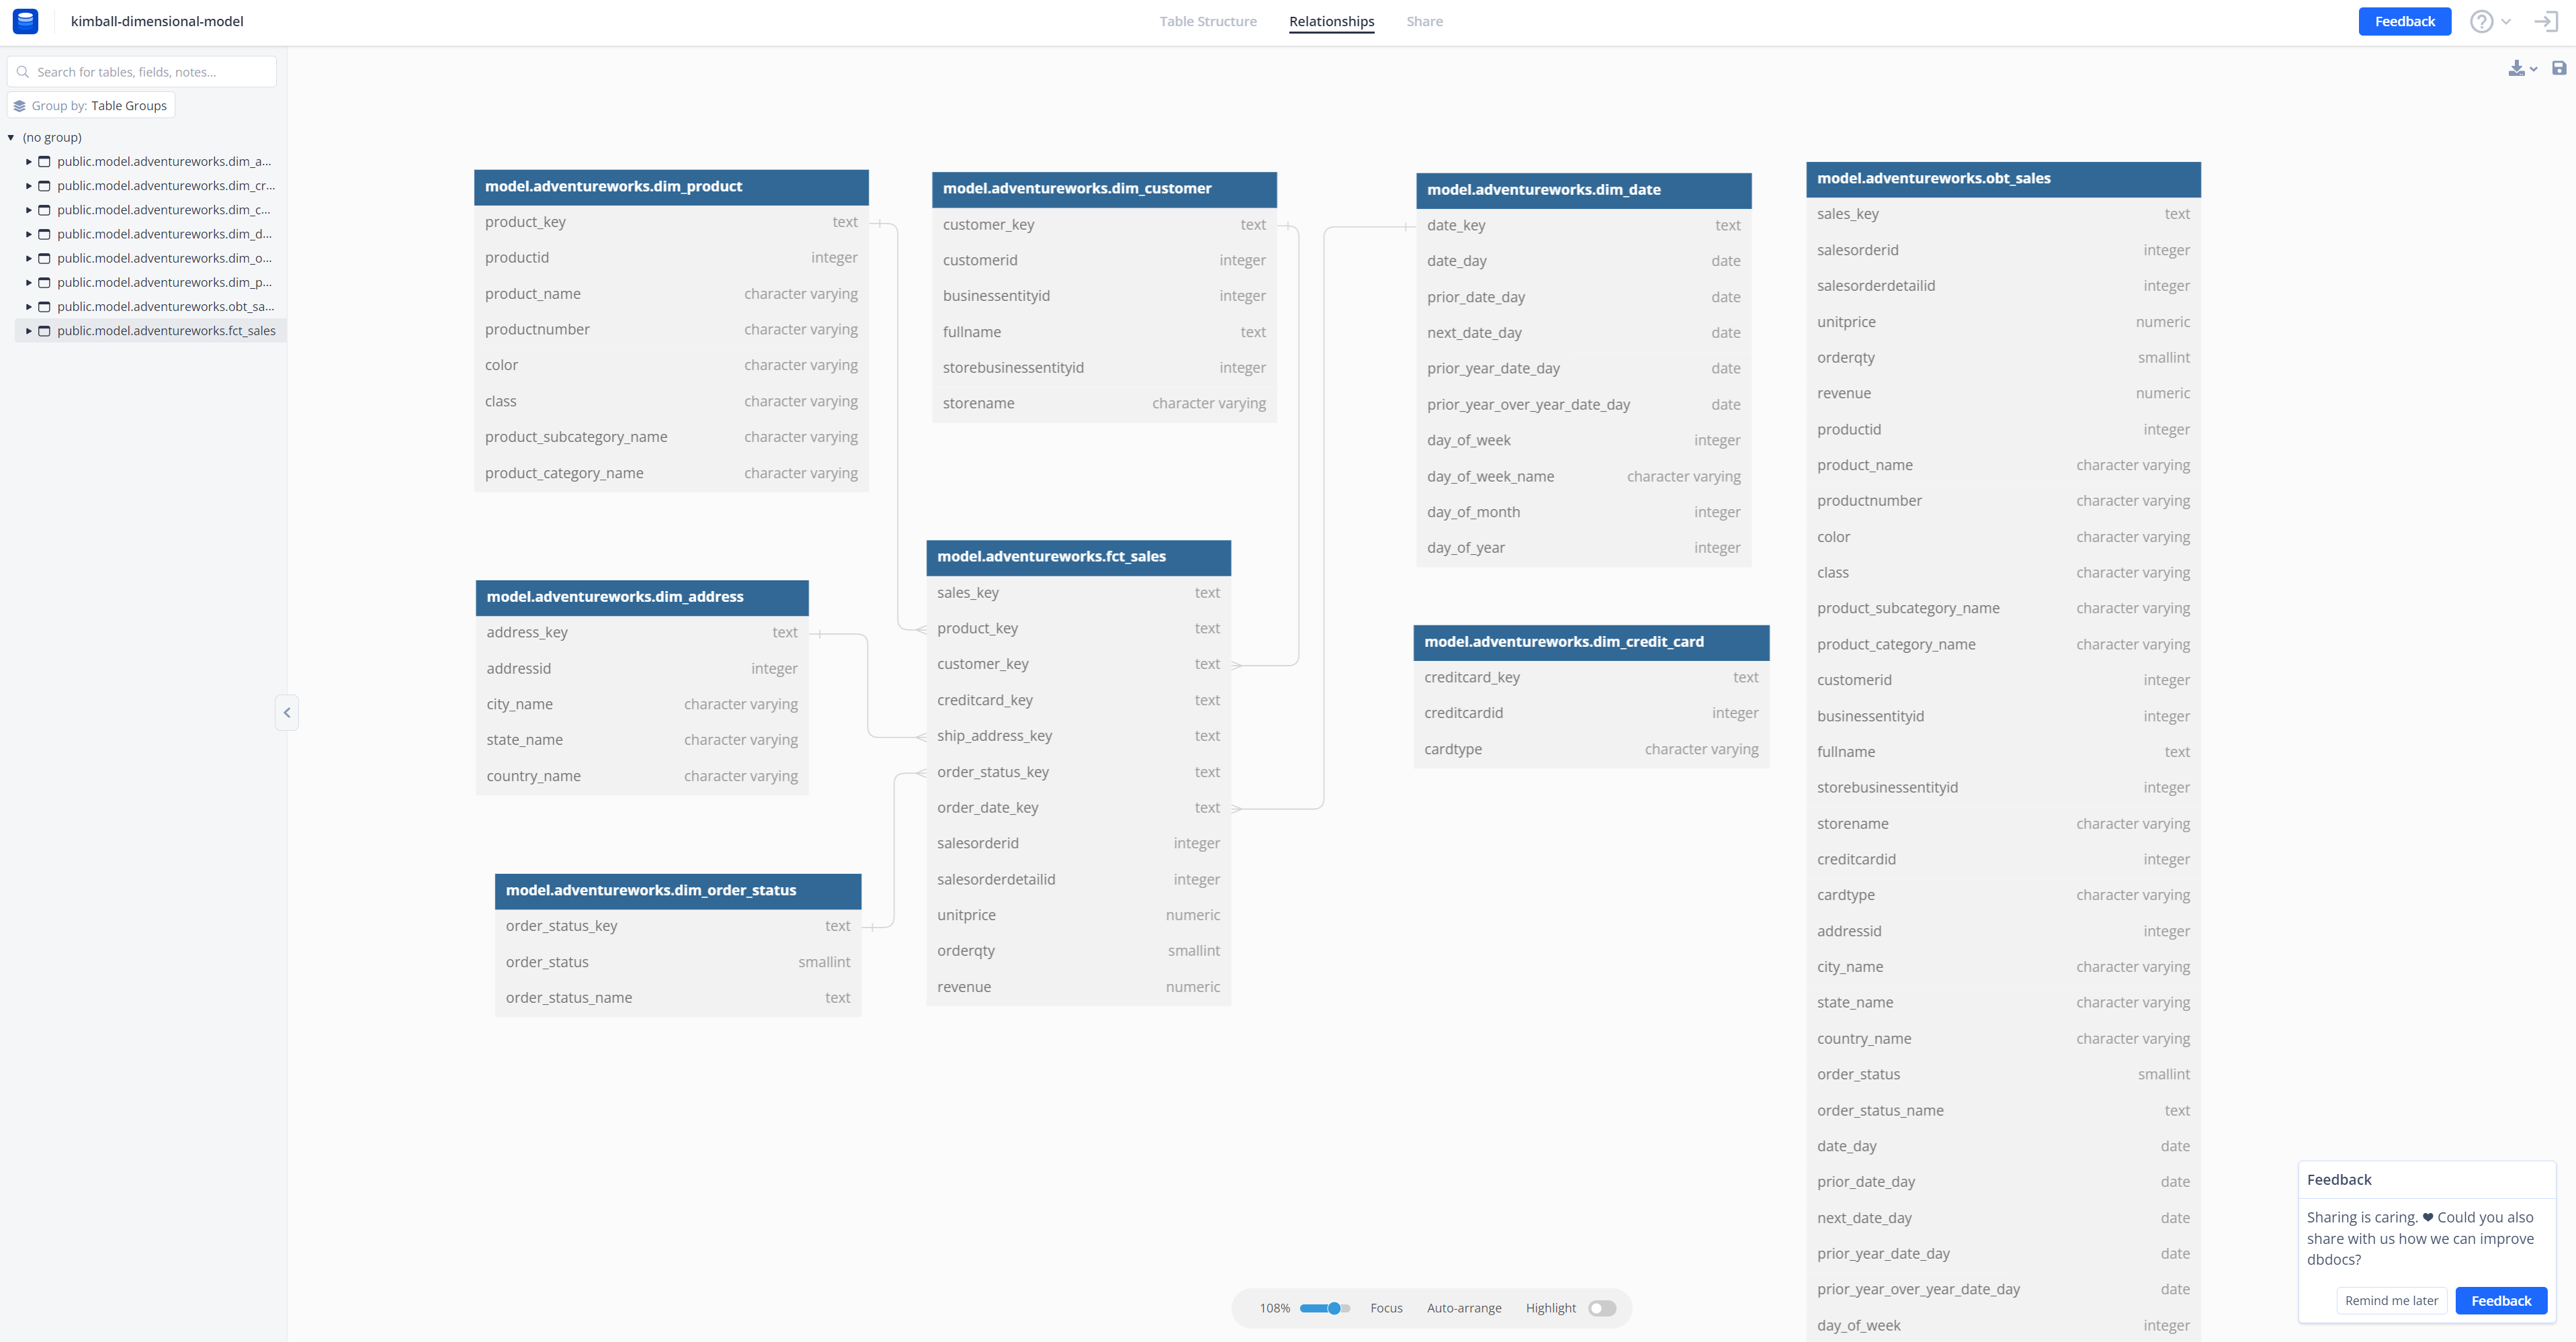 kimball-dimensional-model
Table Structure
Relationships
Share
Feedback
Search for tables, fields, notes...
Group by: Table Groups
(no group)
public.model.adventureworks.dim_a...
public.model.adventureworks.dim_cr...
public.model.adventureworks.dim_c...
public.model.adventureworks.dim_d...
public.model.adventureworks.dim_o...
public.model.adventureworks.dim_p...
public.model.adventureworks.obt_sa...
public.model.adventureworks.fct_sales
model.adventureworks.dim_product
product_key text
productid integer
product_name character varying
productnumber character varying
color character varying
class character varying
product_subcategory_name character varying
product_category_name character varying
model.adventureworks.dim_customer
customer_key text
customerid integer
businessentityid integer
fullname text
storebusinessentityid integer
storename character varying
model.adventureworks.dim_date
date_key text
date_day date
prior_date_day date
next_date_day date
prior_year_date_day date
prior_year_over_year_date_day date
day_of_week integer
day_of_week_name character varying
day_of_month integer
day_of_year integer
model.adventureworks.dim_address
address_key text
addressid integer
city_name character varying
state_name character varying
country_name character varying
model.adventureworks.fct_sales
sales_key text
product_key text
customer_key text
creditcard_key text
ship_address_key text
order_status_key text
order_date_key text
salesorderid integer
salesorderdetailid integer
unitprice numeric
orderqty smallint
revenue numeric
model.adventureworks.dim_credit_card
creditcard_key text
creditcardid integer
cardtype character varying
model.adventureworks.dim_order_status
order_status_key text
order_status smallint
order_status_name text
model.adventureworks.obt_sales
sales_key text
salesorderid integer
salesorderdetailid integer
unitprice numeric
orderqty smallint
revenue numeric
productid integer
product_name character varying
productnumber character varying
color character varying
class character varying
product_subcategory_name character varying
product_category_name character varying
customerid integer
businessentityid integer
fullname text
storebusinessentityid integer
storename character varying
creditcardid integer
cardtype character varying
addressid integer
city_name character varying
state_name character varying
country_name character varying
order_status smallint
order_status_name text
date_day date
prior_date_day date
next_date_day date
prior_year_date_day date
prior_year_over_year_date_day date
day_of_week integer
108% Focus Auto-arrange Highlight
Feedback
Sharing is caring. ❤ Could you also
share with us how we can improve
dbdocs?
Remind me later Feedback